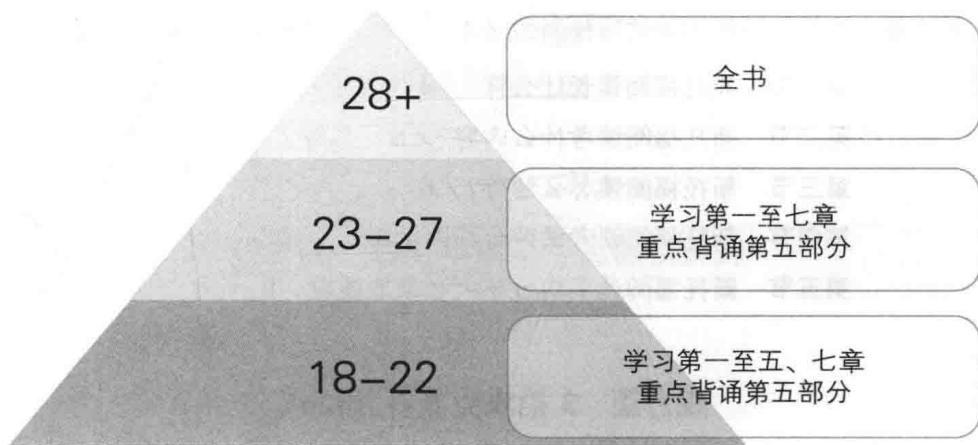 28+
全书
23–27
学习第一至七章
重点背诵第五部分
18–22
学习第一至五、七章
重点背诵第五部分